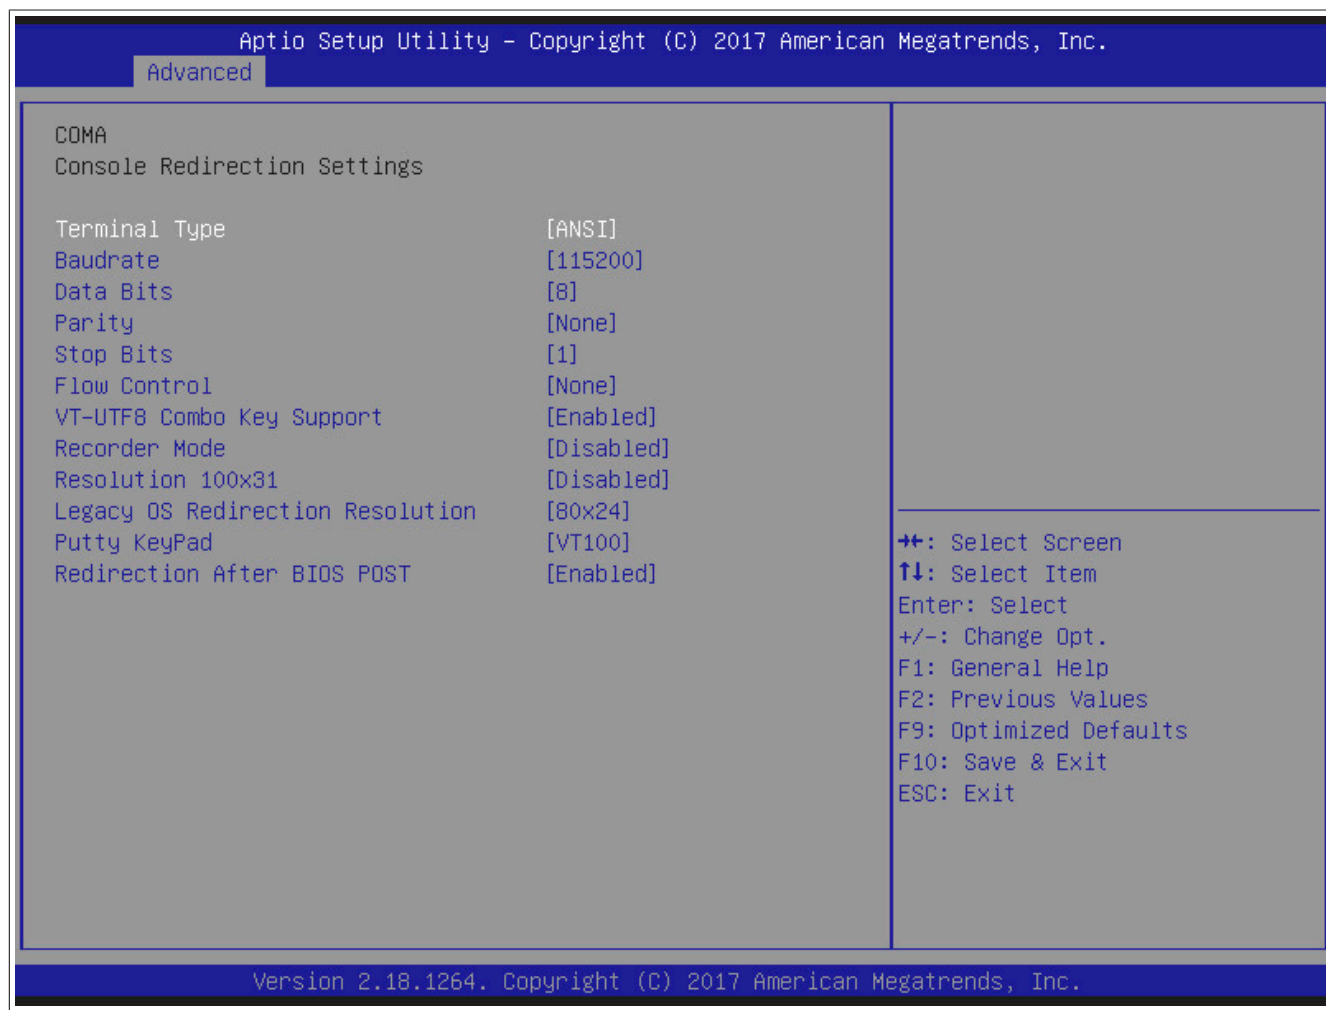 Aptio Setup Utility – Copyright (C) 2017 American Megatrends, Inc.
Advanced
COMA
Console Redirection Settings
Terminal Type [ANSI]
Baudrate [115200]
Data Bits [8]
Parity [None]
Stop Bits [1]
Flow Control [None]
VT-UTF8 Combo Key Support [Enabled]
Recorder Mode [Disabled]
Resolution 100x31 [Disabled]
Legacy OS Redirection Resolution [80x24]
Putty KeyPad [VT100]
Redirection After BIOS POST [Enabled]
→←: Select Screen
↑↓: Select Item
Enter: Select
+/-: Change Opt.
F1: General Help
F2: Previous Values
F9: Optimized Defaults
F10: Save & Exit
ESC: Exit
Version 2.18.1264. Copyright (C) 2017 American Megatrends, Inc.